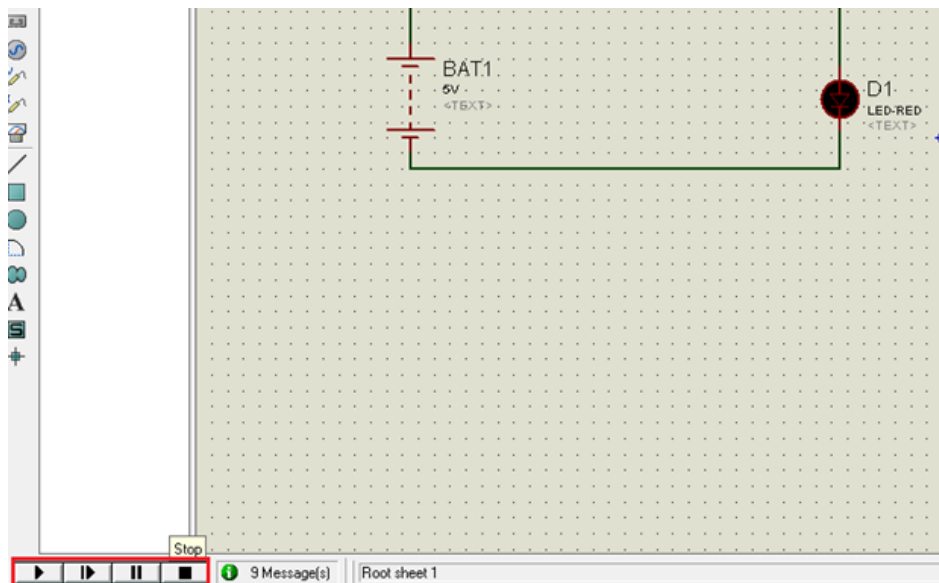 BAT1
5V
<TEXT>
D1
LED-RED
<TEXT>
A
S
Stop
9 Message(s)
Root sheet 1